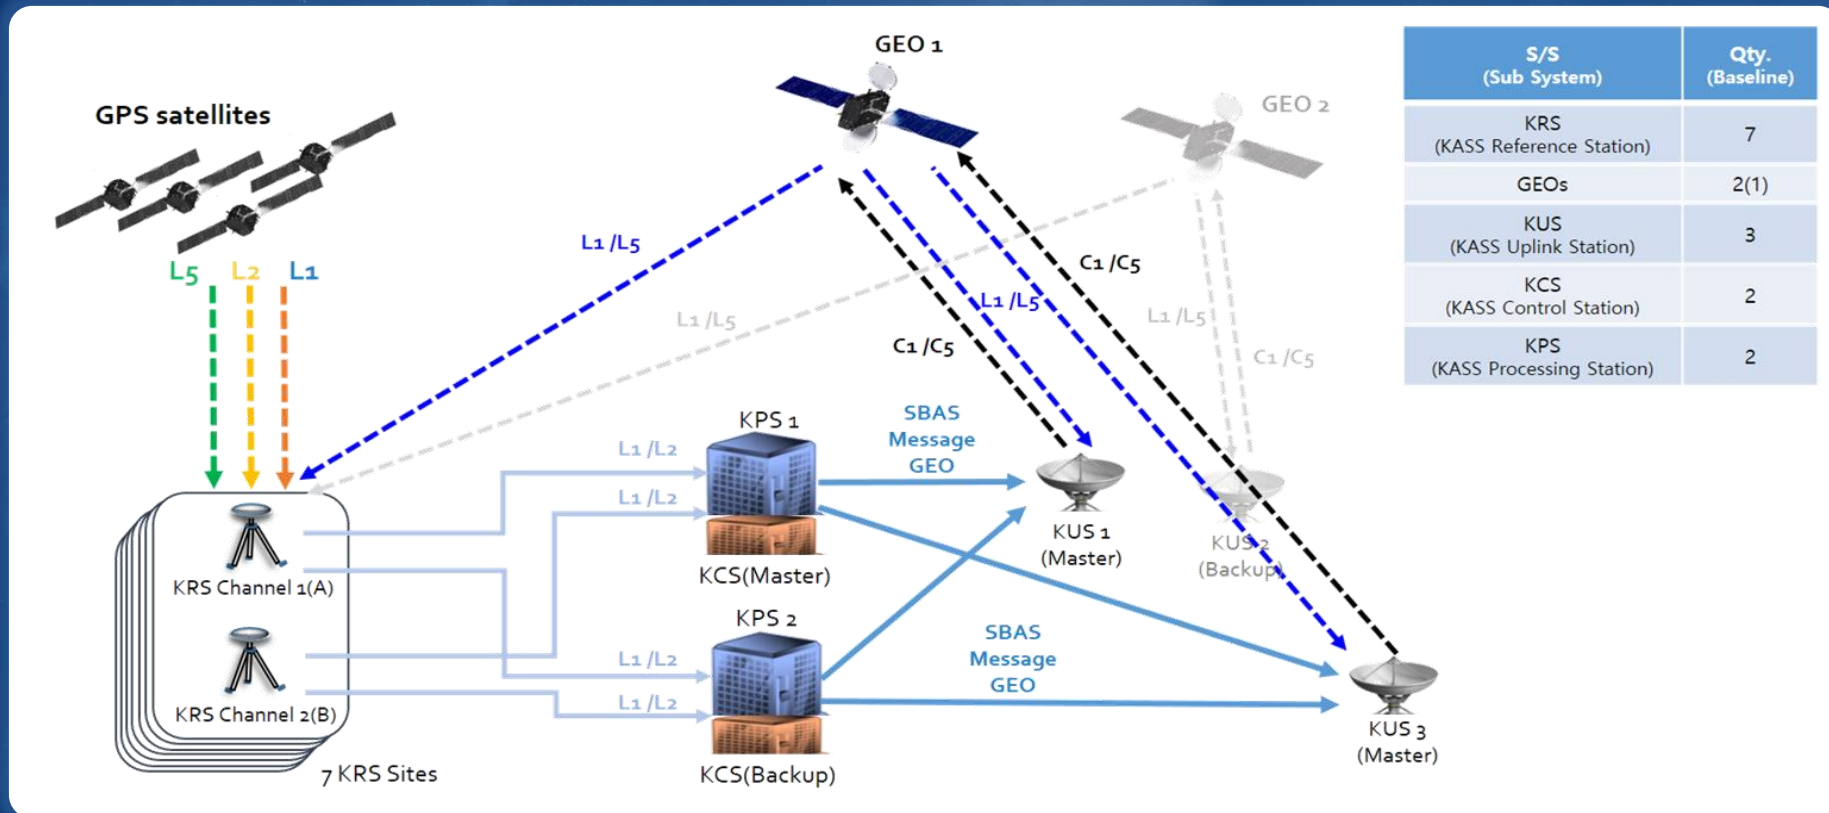 GEO 1
GEO 2
GPS satellites
L5
L2
L1
L1 /L5
L1 /L5
C1 /C5
L1 /L5
C1 /C5
L1 /L5
C1 /C5
S/S
(Sub System)
Qty.
(Baseline)
KRS
(KASS Reference Station)
7
GEOs
2(1)
KUS
(KASS Uplink Station)
3
KCS
(KASS Control Station)
2
KPS
(KASS Processing Station)
2
KPS 1
SBAS
Message
GEO
L1 /L2
L1 /L2
KCS(Master)
KUS 1
(Master)
KUS 2
(Backup)
KRS Channel 1(A)
KPS 2
L1 /L2
L1 /L2
SBAS
Message
GEO
KRS Channel 2(B)
KCS(Backup)
KUS 3
(Master)
7 KRS Sites